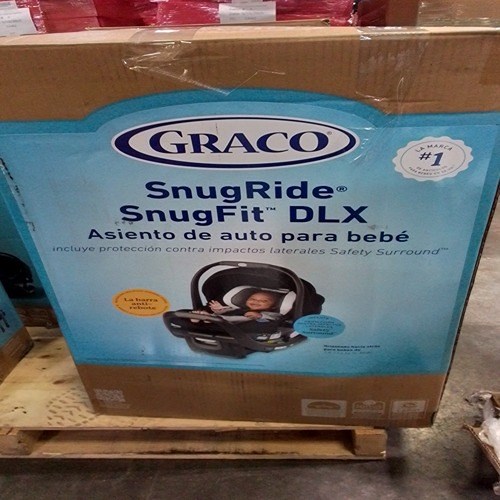 GRACO®
LA MARCA
#1
SnugRide®
SnugFit™ DLX
Asiento de auto para bebé
incluye protección contra impactos laterales Safety Surround™
La barra
anti-
rebote